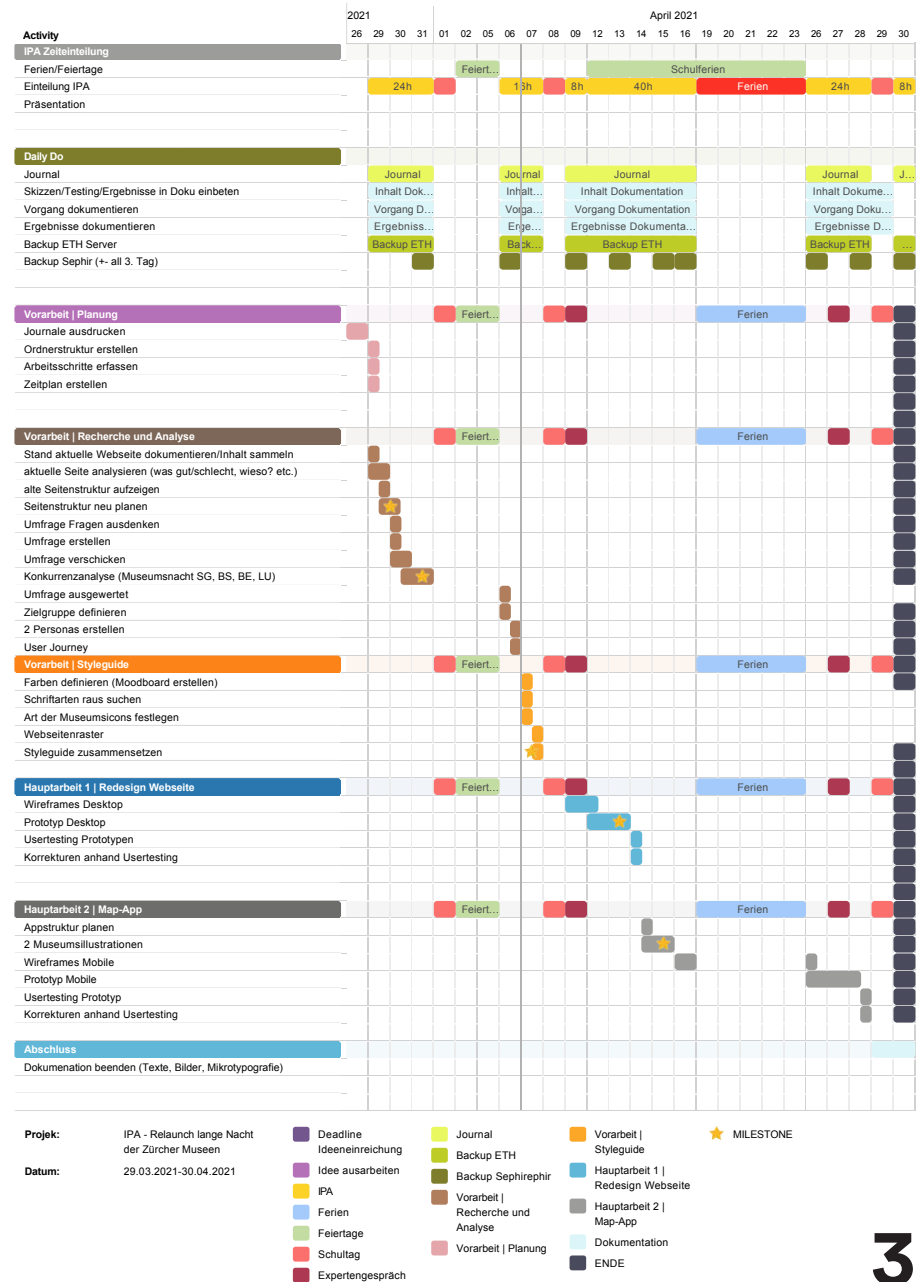 2021
April 2021
Activity 26 29 30 31 01 02 05 06 07 08 09 12 13 14 15 16 19 20 21 22 23 26 27 28 29 30
IPA Zeiteinteilung
Ferien/Feiertage Feiert... Schulferien
Einteilung IPA 24h 16h 8h 40h Ferien 24h 8h
Präsentation
Daily Do
Journal Journal Journal Journal Journal J...
Skizzen/Testing/Ergebnisse in Doku einbeten Inhalt Dok... Inhalt... Inhalt Dokumentation Inhalt Dokume...
Vorgang dokumentieren Vorgang D... Vorga... Vorgang Dokumentation Vorgang Doku...
Ergebnisse dokumentieren Ergebniss... Erge... Ergebnisse Dokumenta... Ergebnisse D...
Backup ETH Server Backup ETH Back... Backup ETH Backup ETH ...
Backup Sephir (+- all 3. Tag)
Vorarbeit | Planung Feiert... Ferien
Journale ausdrucken
Ordnerstruktur erstellen
Arbeitsschritte erfassen
Zeitplan erstellen
Vorarbeit | Recherche und Analyse Feiert... Ferien
Stand aktuelle Webseite dokumentieren/Inhalt sammeln
aktuelle Seite analysieren (was gut/schlecht, wieso? etc.)
alte Seitenstruktur aufzeigen
Seitenstruktur neu planen
Umfrage Fragen ausdenken
Umfrage erstellen
Umfrage verschicken
Konkurrenzanalyse (Museumsnacht SG, BS, BE, LU)
Umfrage ausgewertet
Zielgruppe definieren
2 Personas erstellen
User Journey
Vorarbeit | Styleguide Feiert... Ferien
Farben definieren (Moodboard erstellen)
Schriftarten raus suchen
Art der Museumsicons festlegen
Webseitenraster
Styleguide zusammensetzen
Hauptarbeit 1 | Redesign Webseite Feiert... Ferien
Wireframes Desktop
Prototyp Desktop
Usertesting Prototypen
Korrekturen anhand Usertesting
Hauptarbeit 2 | Map-App Feiert... Ferien
Appstruktur planen
2 Museumsillustrationen
Wireframes Mobile
Prototyp Mobile
Usertesting Prototyp
Korrekturen anhand Usertesting
Abschluss
Dokumenation beenden (Texte, Bilder, Mikrotypografie)
Projek: IPA - Relaunch lange Nacht
der Zürcher Museen
Datum: 29.03.2021-30.04.2021
Deadline
Ideeneinreichung
Idee ausarbeiten
IPA
Ferien
Feiertage
Schultag
Expertengespräch
Journal
Backup ETH
Backup Sephirephir
Vorarbeit |
Recherche und
Analyse
Vorarbeit | Planung
Vorarbeit |
Styleguide
Hauptarbeit 1 |
Redesign Webseite
Hauptarbeit 2 |
Map-App
Dokumentation
ENDE
MILESTONE
3